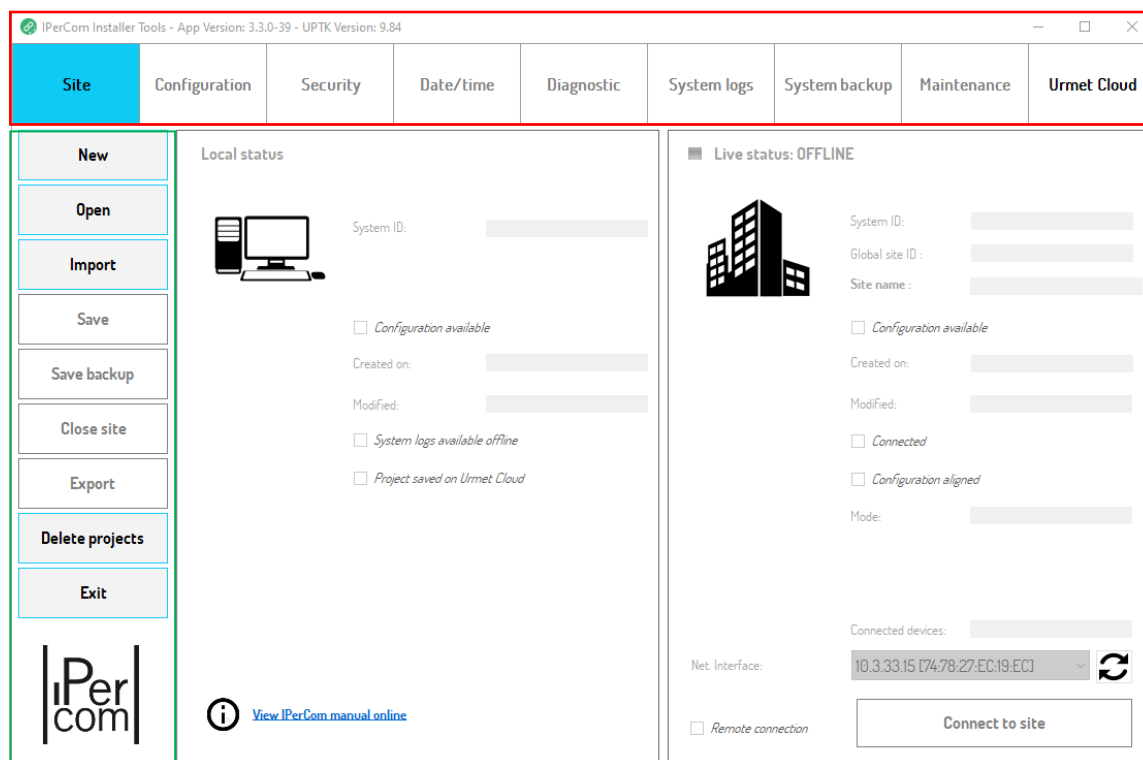 IPerCom Installer Tools - App Version: 3.3.0-39 - UPTK Version: 9.84
Site
Configuration
Security
Date/time
Diagnostic
System logs
System backup
Maintenance
Urmet Cloud
New
Open
Import
Save
Save backup
Close site
Export
Delete projects
Exit
iPer
com
Local status
System ID:
Configuration available
Created on:
Modified:
System logs available offline
Project saved on Urmet Cloud
View IPerCom manual online
Live status: OFFLINE
System ID:
Global site ID :
Site name :
Configuration available
Created on:
Modified:
Connected
Configuration aligned
Mode:
Connected devices:
Net. Interface:
10.3.33.15 [74:78:27:EC:19:EC]
Remote connection
Connect to site